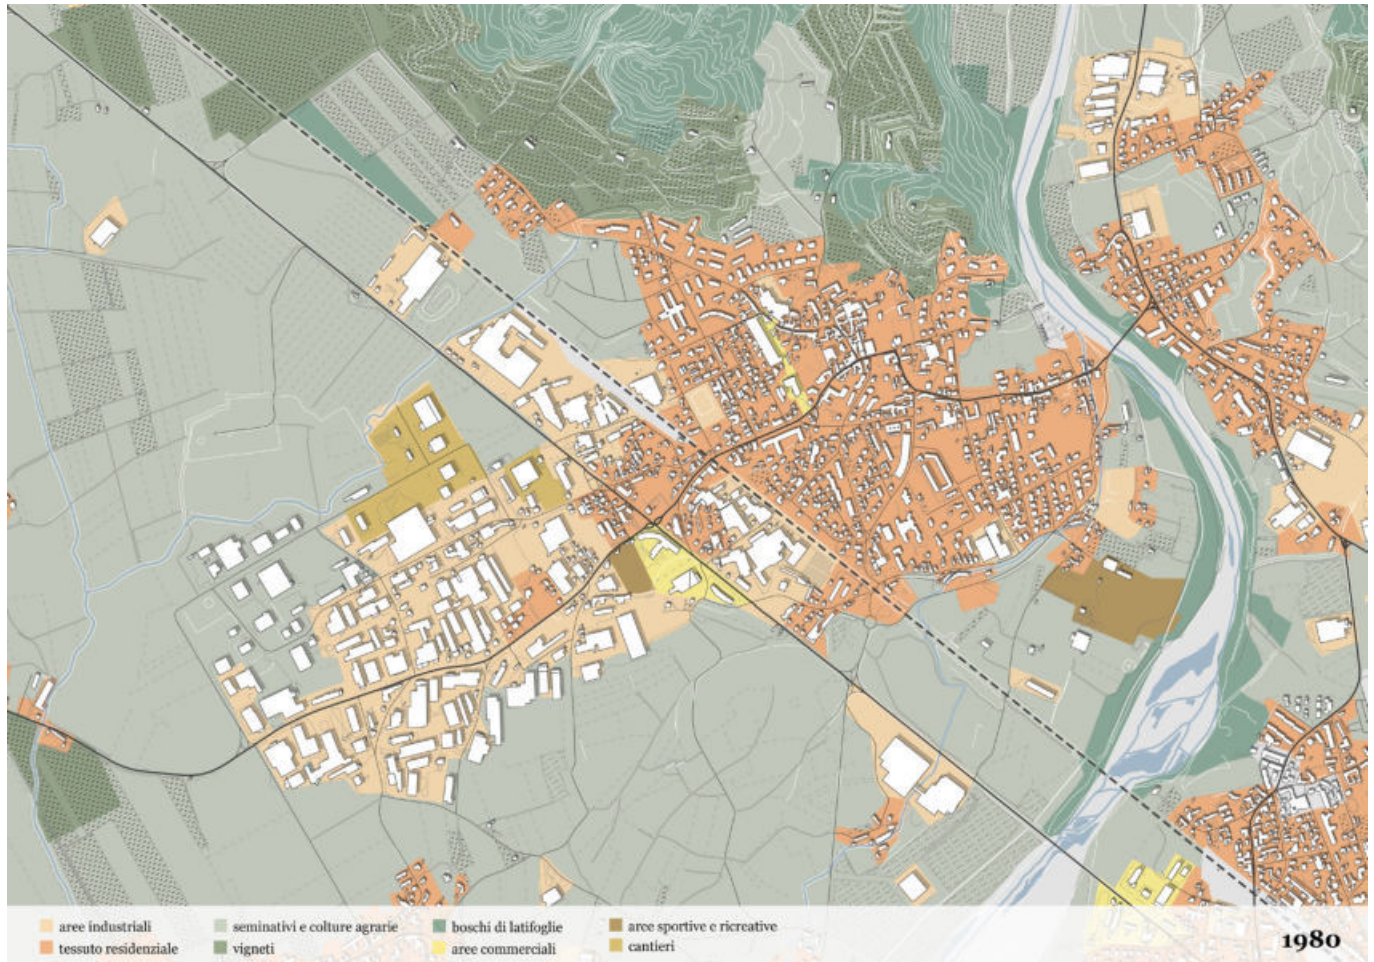 aree industriali
tessuto residenziale
seminativi e colture agrarie
vigneti
boschi di latifoglie
aree commerciali
aree sportive e ricreative
cantieri
1980